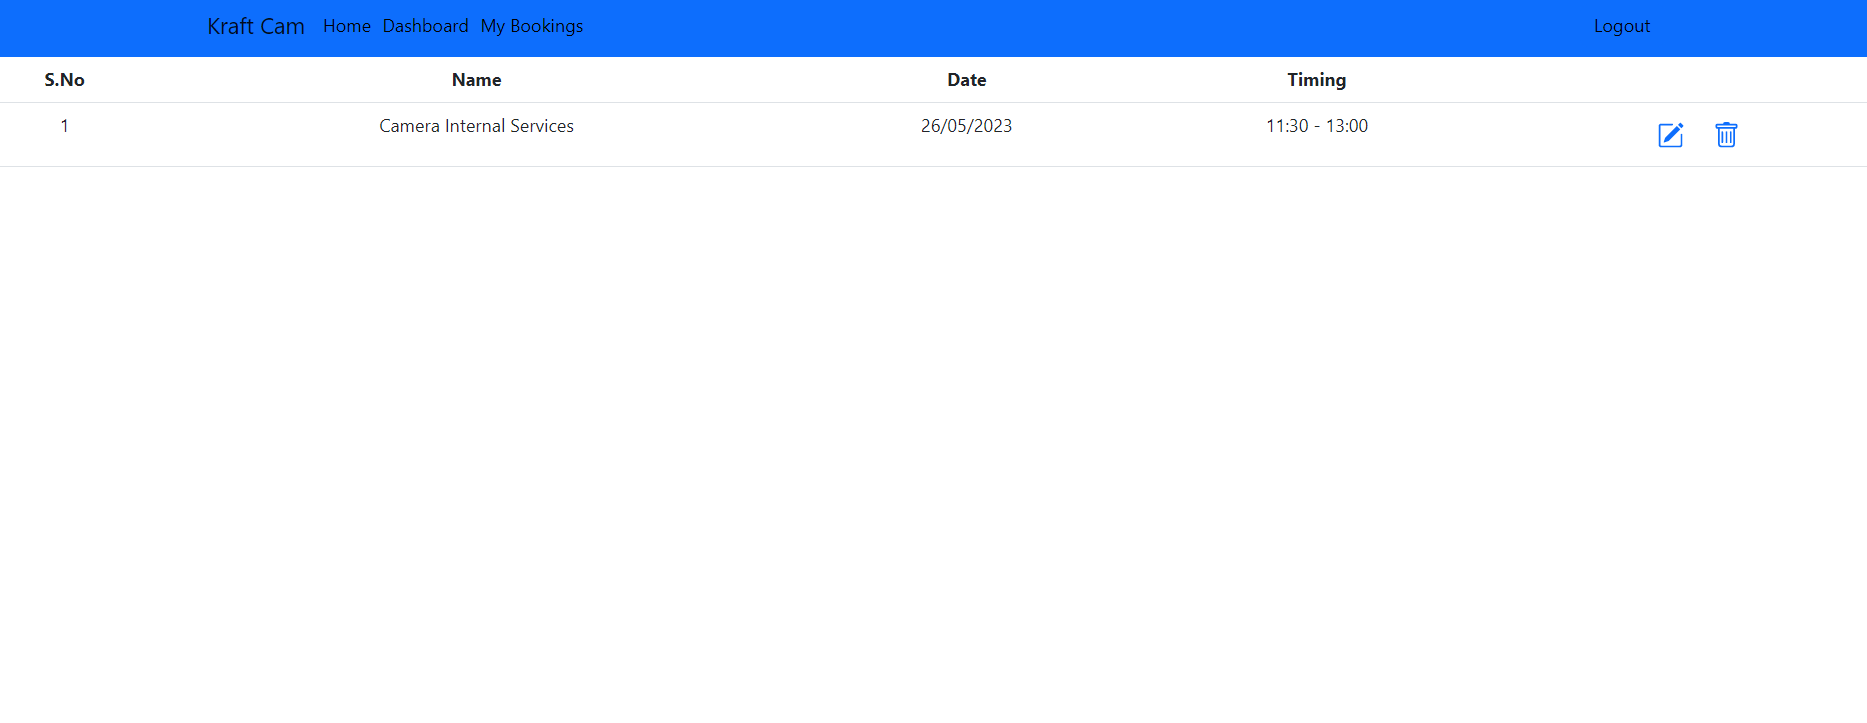 Kraft Cam Home Dashboard My Bookings Logout
S.No Name Date Timing
1 Camera Internal Services 26/05/2023 11:30 - 13:00